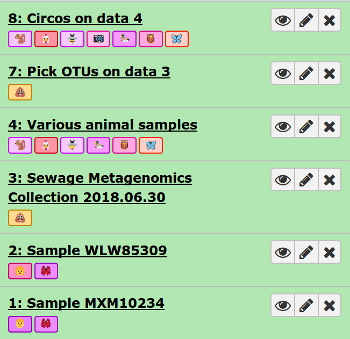 8: Circos on data 4
7: Pick OTUs on data 3
4: Various animal samples
3: Sewage Metagenomics
Collection 2018.06.30
2: Sample WLW85309
1: Sample MXM10234